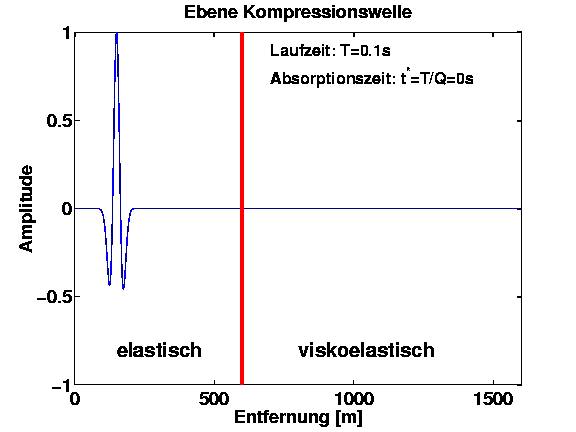 Ebene Kompressionswelle
Laufzeit: T=0.1s
Absorptionszeit: t*=T/Q=0s
1
0.5
0
−0.5
−1
Amplitude
elastisch
viskoelastisch
0
500
1000
1500
Entfernung [m]